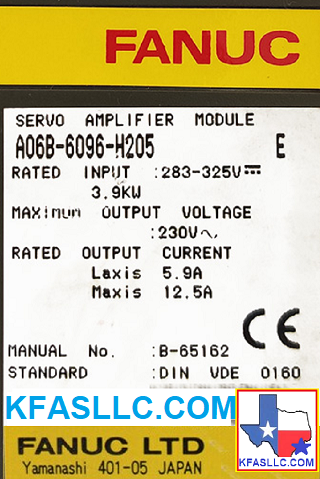 FANUC
SERVO AMPLIFIER MODULE
A06B-6096-H205 E
RATED INPUT :283-325V⎓
3.9KW
MAXIMUM OUTPUT VOLTAGE
:230V~
RATED OUTPUT CURRENT
Laxis 5.9A
Maxis 12.5A
CE
MANUAL No. :B-65162
STANDARD :DIN VDE 0160
KFASLLC.COM
FANUC LTD
Yamanashi 401-05 JAPAN
KFASLLC.COM